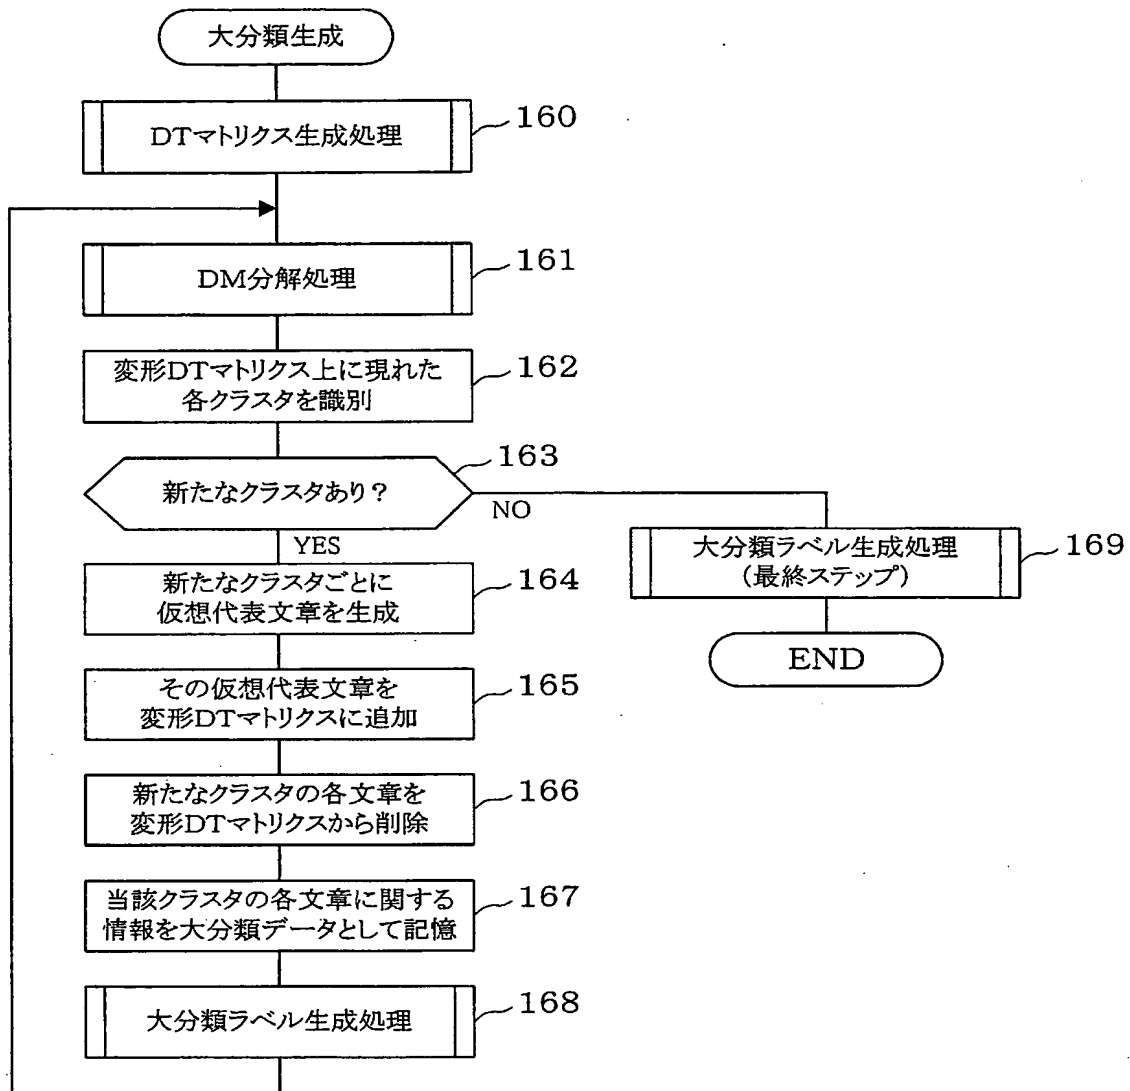 大分類生成
DTマトリクス生成処理
160
DM分解処理
161
変形DTマトリクス上に現れた
各クラスタを識別
162
新たなクラスタあり?
163
NO
YES
大分類ラベル生成処理
(最終ステップ)
169
END
新たなクラスタごとに
仮想代表文章を生成
164
その仮想代表文章を
変形DTマトリクスに追加
165
新たなクラスタの各文章を
変形DTマトリクスから削除
166
当該クラスタの各文章に関する
情報を大分類データとして記憶
167
大分類ラベル生成処理
168